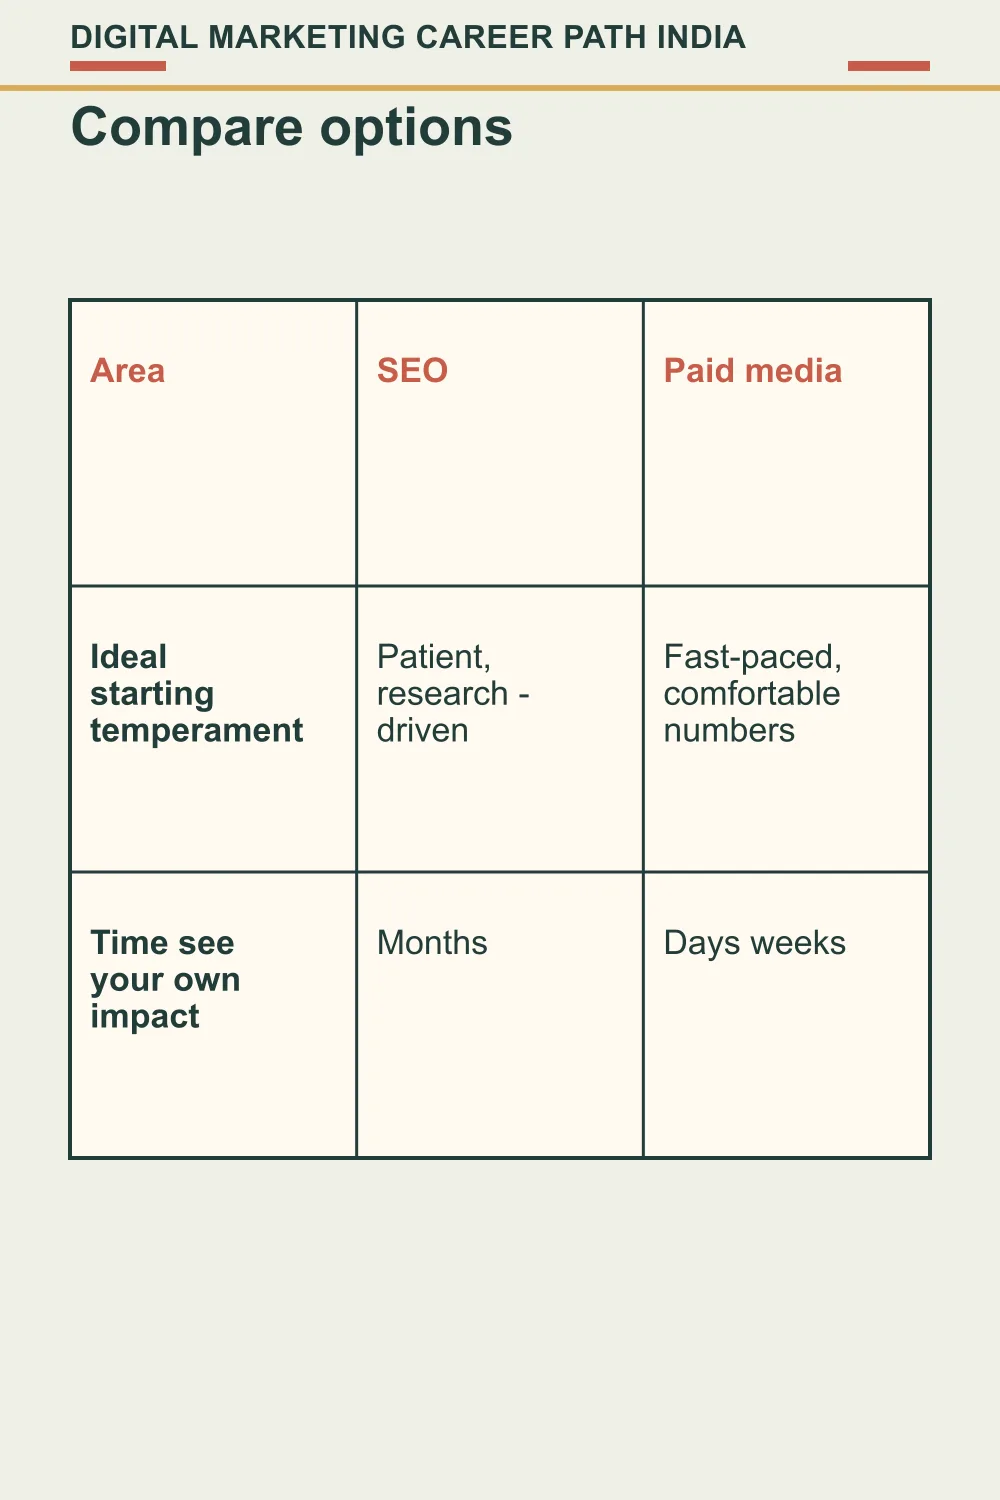 DIGITAL MARKETING CAREER PATH INDIA
Compare options
Area
SEO
Paid media
Ideal
starting
temperament
Patient,
research -
driven
Fast-paced,
comfortable
numbers
Time see
your own
impact
Months
Days weeks